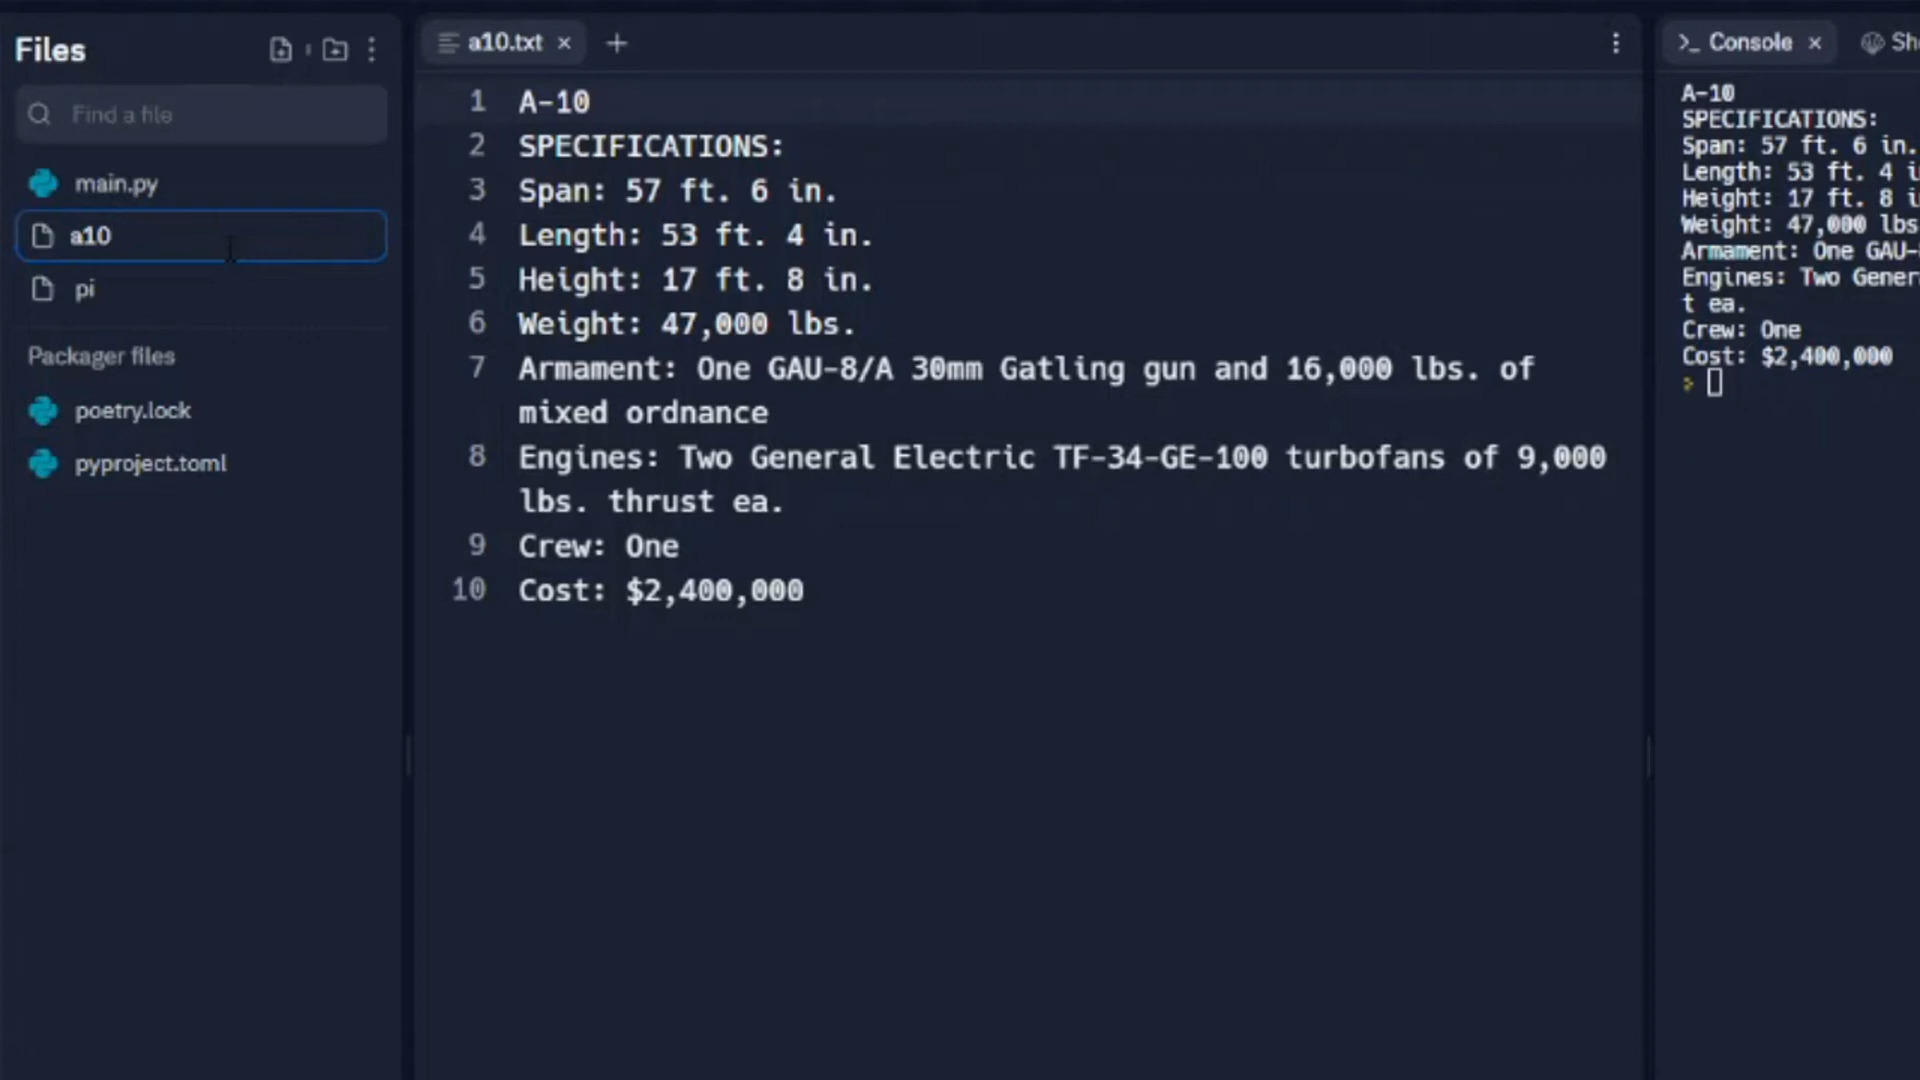 Files
Find a file
main.py
a10
pi
Packager files
poetry.lock
pyproject.toml
a10.txt
1 A-10
2 SPECIFICATIONS:
3 Span: 57 ft. 6 in.
4 Length: 53 ft. 4 in.
5 Height: 17 ft. 8 in.
6 Weight: 47,000 lbs.
7 Armament: One GAU-8/A 30mm Gatling gun and 16,000 lbs. of
mixed ordnance
8 Engines: Two General Electric TF-34-GE-100 turbofans of 9,000
lbs. thrust ea.
9 Crew: One
10 Cost: $2,400,000
>_ Console
Sh
A-10
SPECIFICATIONS:
Span: 57 ft. 6 in.
Length: 53 ft. 4 i
Height: 17 ft. 8 i
Weight: 47,000 lbs
Armament: One GAU-
Engines: Two Gener
t ea.
Crew: One
Cost: $2,400,000